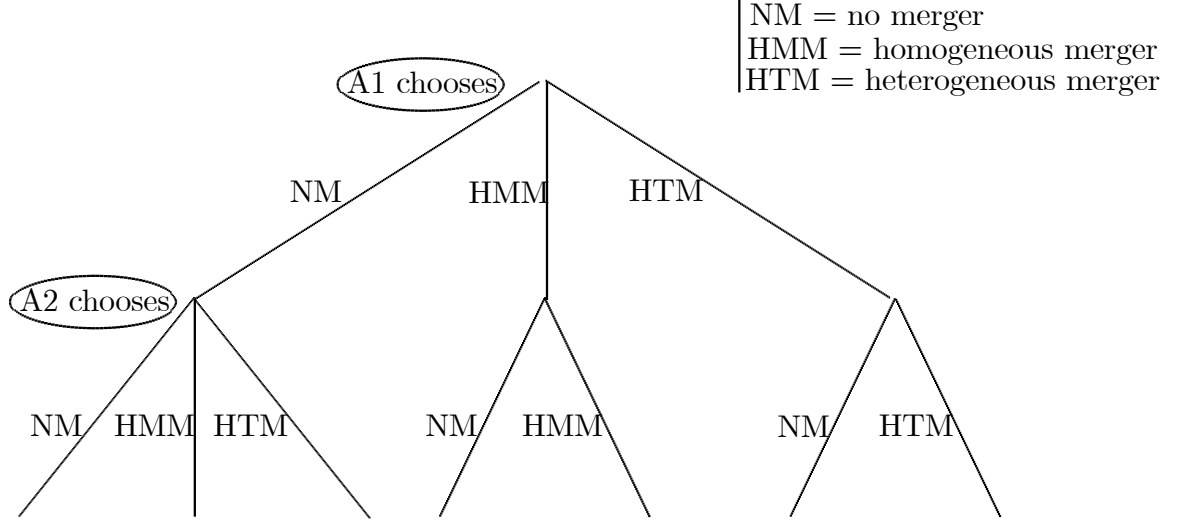 NM = no merger
HMM = homogeneous merger
HTM = heterogeneous merger
A1 chooses
NM HMM HTM
A2 chooses
NM HMM HTM NM HMM NM HTM